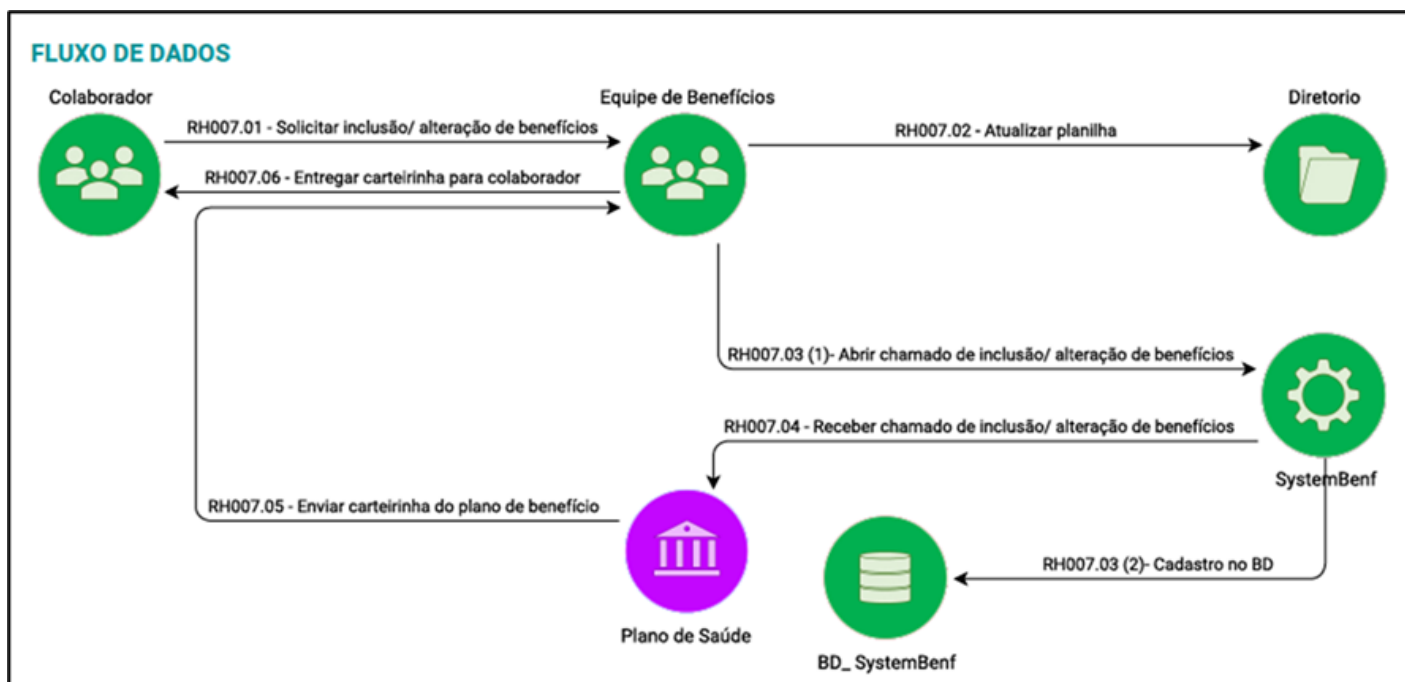 FLUXO DE DADOS
Colaborador
Equipe de Benefícios
Diretorio
RH007.01 - Solicitar inclusão/ alteração de benefícios
RH007.02 - Atualizar planilha
RH007.06 - Entregar carteirinha para colaborador
RH007.03 (1)- Abrir chamado de inclusão/ alteração de benefícios
RH007.04 - Receber chamado de inclusão/ alteração de benefícios
SystemBenf
RH007.05 - Enviar carteirinha do plano de benefício
RH007.03 (2)- Cadastro no BD
Plano de Saúde
BD_ SystemBenf